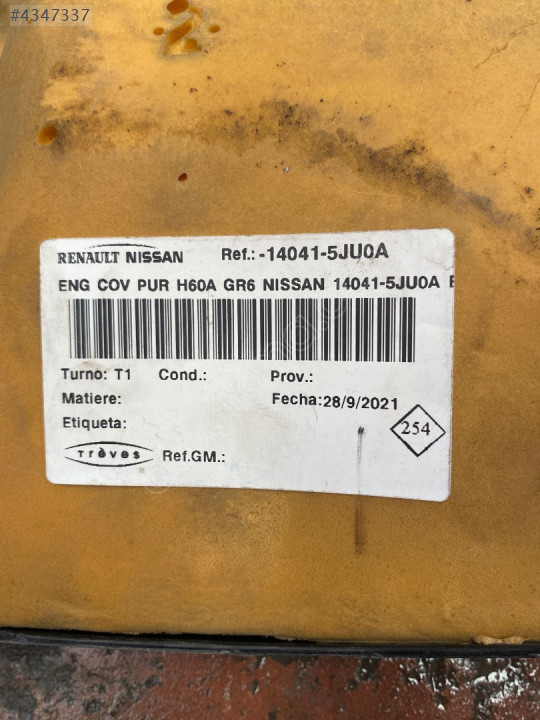 #4347337
RENAULT NISSAN Ref.:-14041-5JU0A
ENG COV PUR H60A GR6 NISSAN 14041-5JU0A
Turno: T1 Cond.: Prov.:
Matiere: Fecha:28/9/2021
Etiqueta: 254
Trèves Ref.GM.: